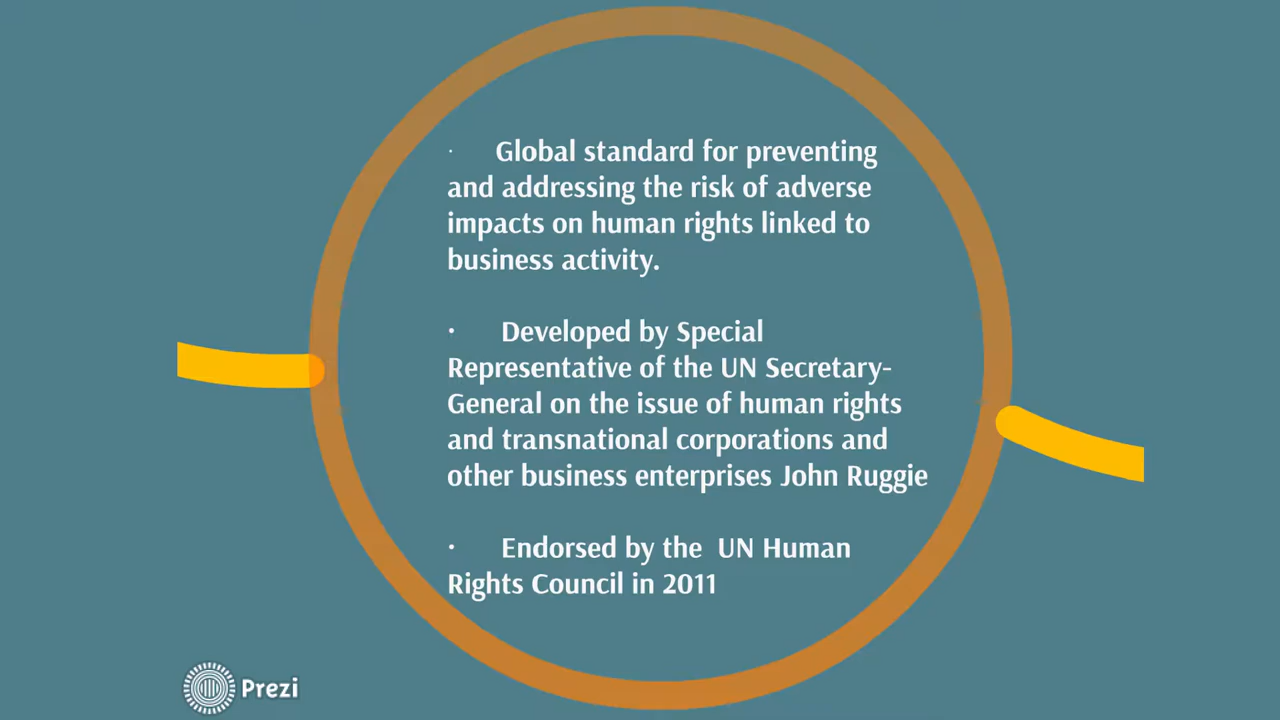 · Global standard for preventing
and addressing the risk of adverse
impacts on human rights linked to
business activity.
· Developed by Special
Representative of the UN Secretary-
General on the issue of human rights
and transnational corporations and
other business enterprises John Ruggie
· Endorsed by the UN Human
Rights Council in 2011
Prezi